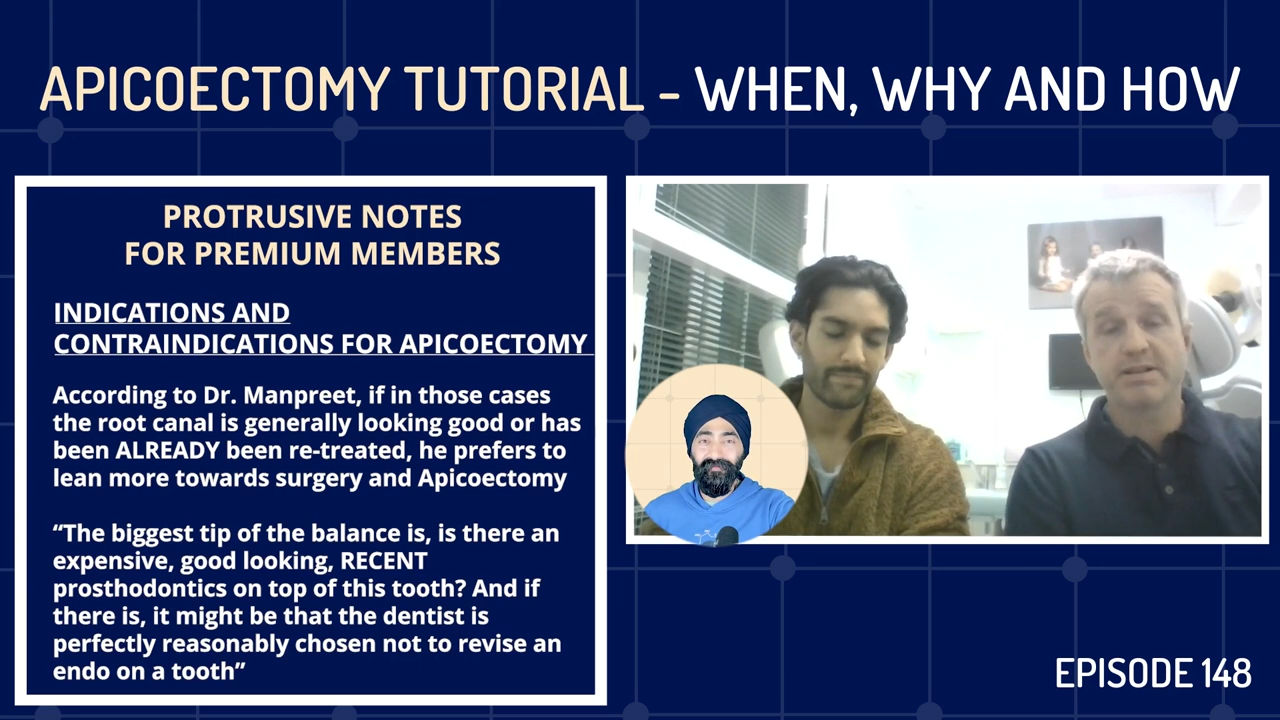 APICOECTOMY TUTORIAL - WHEN, WHY AND HOW
PROTRUSIVE NOTES
FOR PREMIUM MEMBERS
INDICATIONS AND
CONTRAINDICATIONS FOR APICOECTOMY
According to Dr. Manpreet, if in those cases
the root canal is generally looking good or has
been ALREADY been re-treated, he prefers to
lean more towards surgery and Apicoectomy
“The biggest tip of the balance is, is there an
expensive, good looking, RECENT
prosthodontics on top of this tooth? And if
there is, it might be that the dentist is
perfectly reasonably chosen not to revise an
endo on a tooth”
EPISODE 148